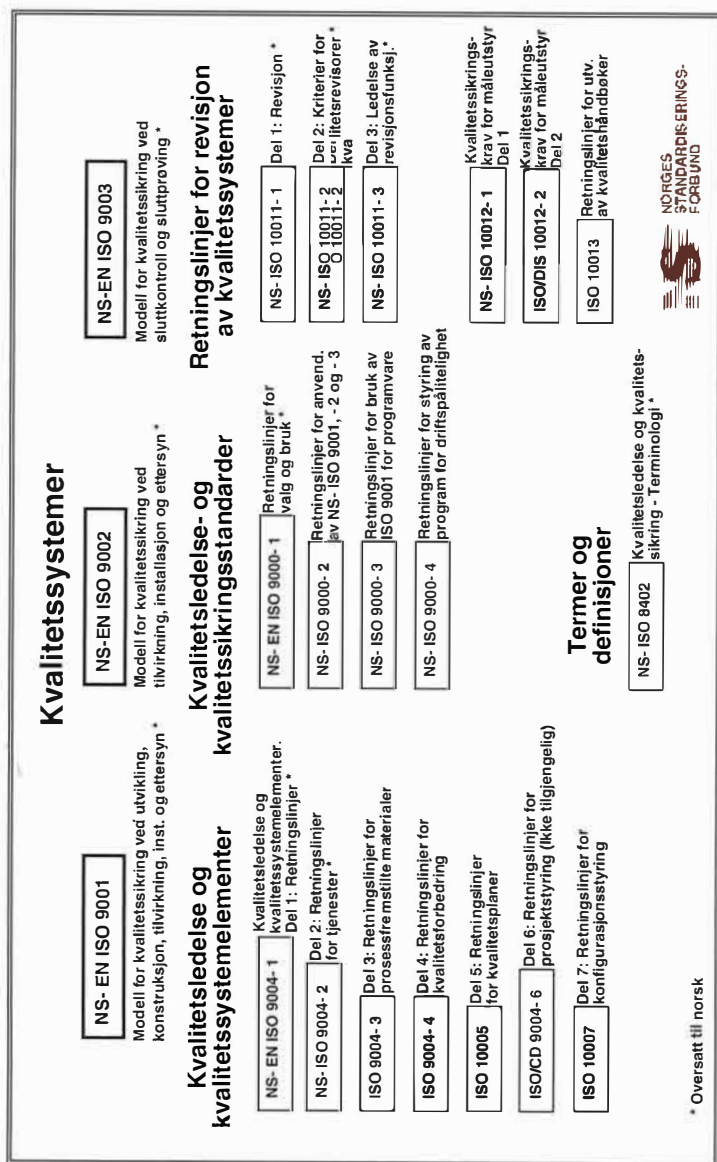 Kvalitetssystemer
NS- EN ISO 9001
Modell for kvalitetssikring ved utvikling,
konstruksjon, tilvirkning, inst. og ettersyn *
NS-EN ISO 9002
Modell for kvalitetssikring ved
tilvirkning, installasjon og ettersyn *
NS-EN ISO 9003
Modell for kvalitetssikring ved
sluttkontroll og sluttprøving *
Kvalitetsledelse og
kvalitetssystemelementer
NS- EN ISO 9004- 1
Kvalitetsledelse og
kvalitetssystemelementer.
Del 1: Retningslinjer *
NS- ISO 9004- 2
Del 2: Retningslinjer
for tjenester *
ISO 9004- 3
Del 3: Retningslinjer for
prosessfremstilte materialer
ISO 9004- 4
Del 4: Retningslinjer for
kvalitetsforbedring
ISO 10005
Del 5: Retningslinjer
for kvalitetsplaner
ISO/CD 9004- 6
Del 6: Retningslinjer for
prosjektstyring (Ikke tilgjengelig)
ISO 10007
Del 7: Retningslinjer for
konfigurasjonsstyring
Kvalitetsledelse- og
kvalitetssikringsstandarder
NS- EN ISO 9000- 1
Retningslinjer for
valg og bruk *
NS- ISO 9000- 2
Retningslinjer for anvend.
av NS- ISO 9001, - 2 og - 3
NS- ISO 9000- 3
Retningslinjer for bruk av
ISO 9001 for programvare
NS- ISO 9000- 4
Retningslinjer for styring av
program for driftspålitelighet
Termer og
definisjoner
NS- ISO 8402
Kvalitetsledelse og kvalitets-
sikring - Terminologi *
Retningslinjer for revisjon
av kvalitetssystemer
NS- ISO 10011- 1
Del 1: Revisjon *
NS- ISO 10011- 2
O 10011- 2
Del 2: Kriterier for
litetsrevisorer *
kva
NS- ISO 10011- 3
Del 3: Ledelse av
revisjonsfunksj.*
NS- ISO 10012- 1
Kvalitetssikrings-
krav for måleutstyr
Del 1
ISO/DIS 10012- 2
Kvalitetssikrings-
krav for måleutstyr
Del 2
ISO 10013
Retningslinjer for utv.
av kvalitetshåndbøker
* Oversatt til norsk
NORGES
STANDARDISERINGS-
FORBUND